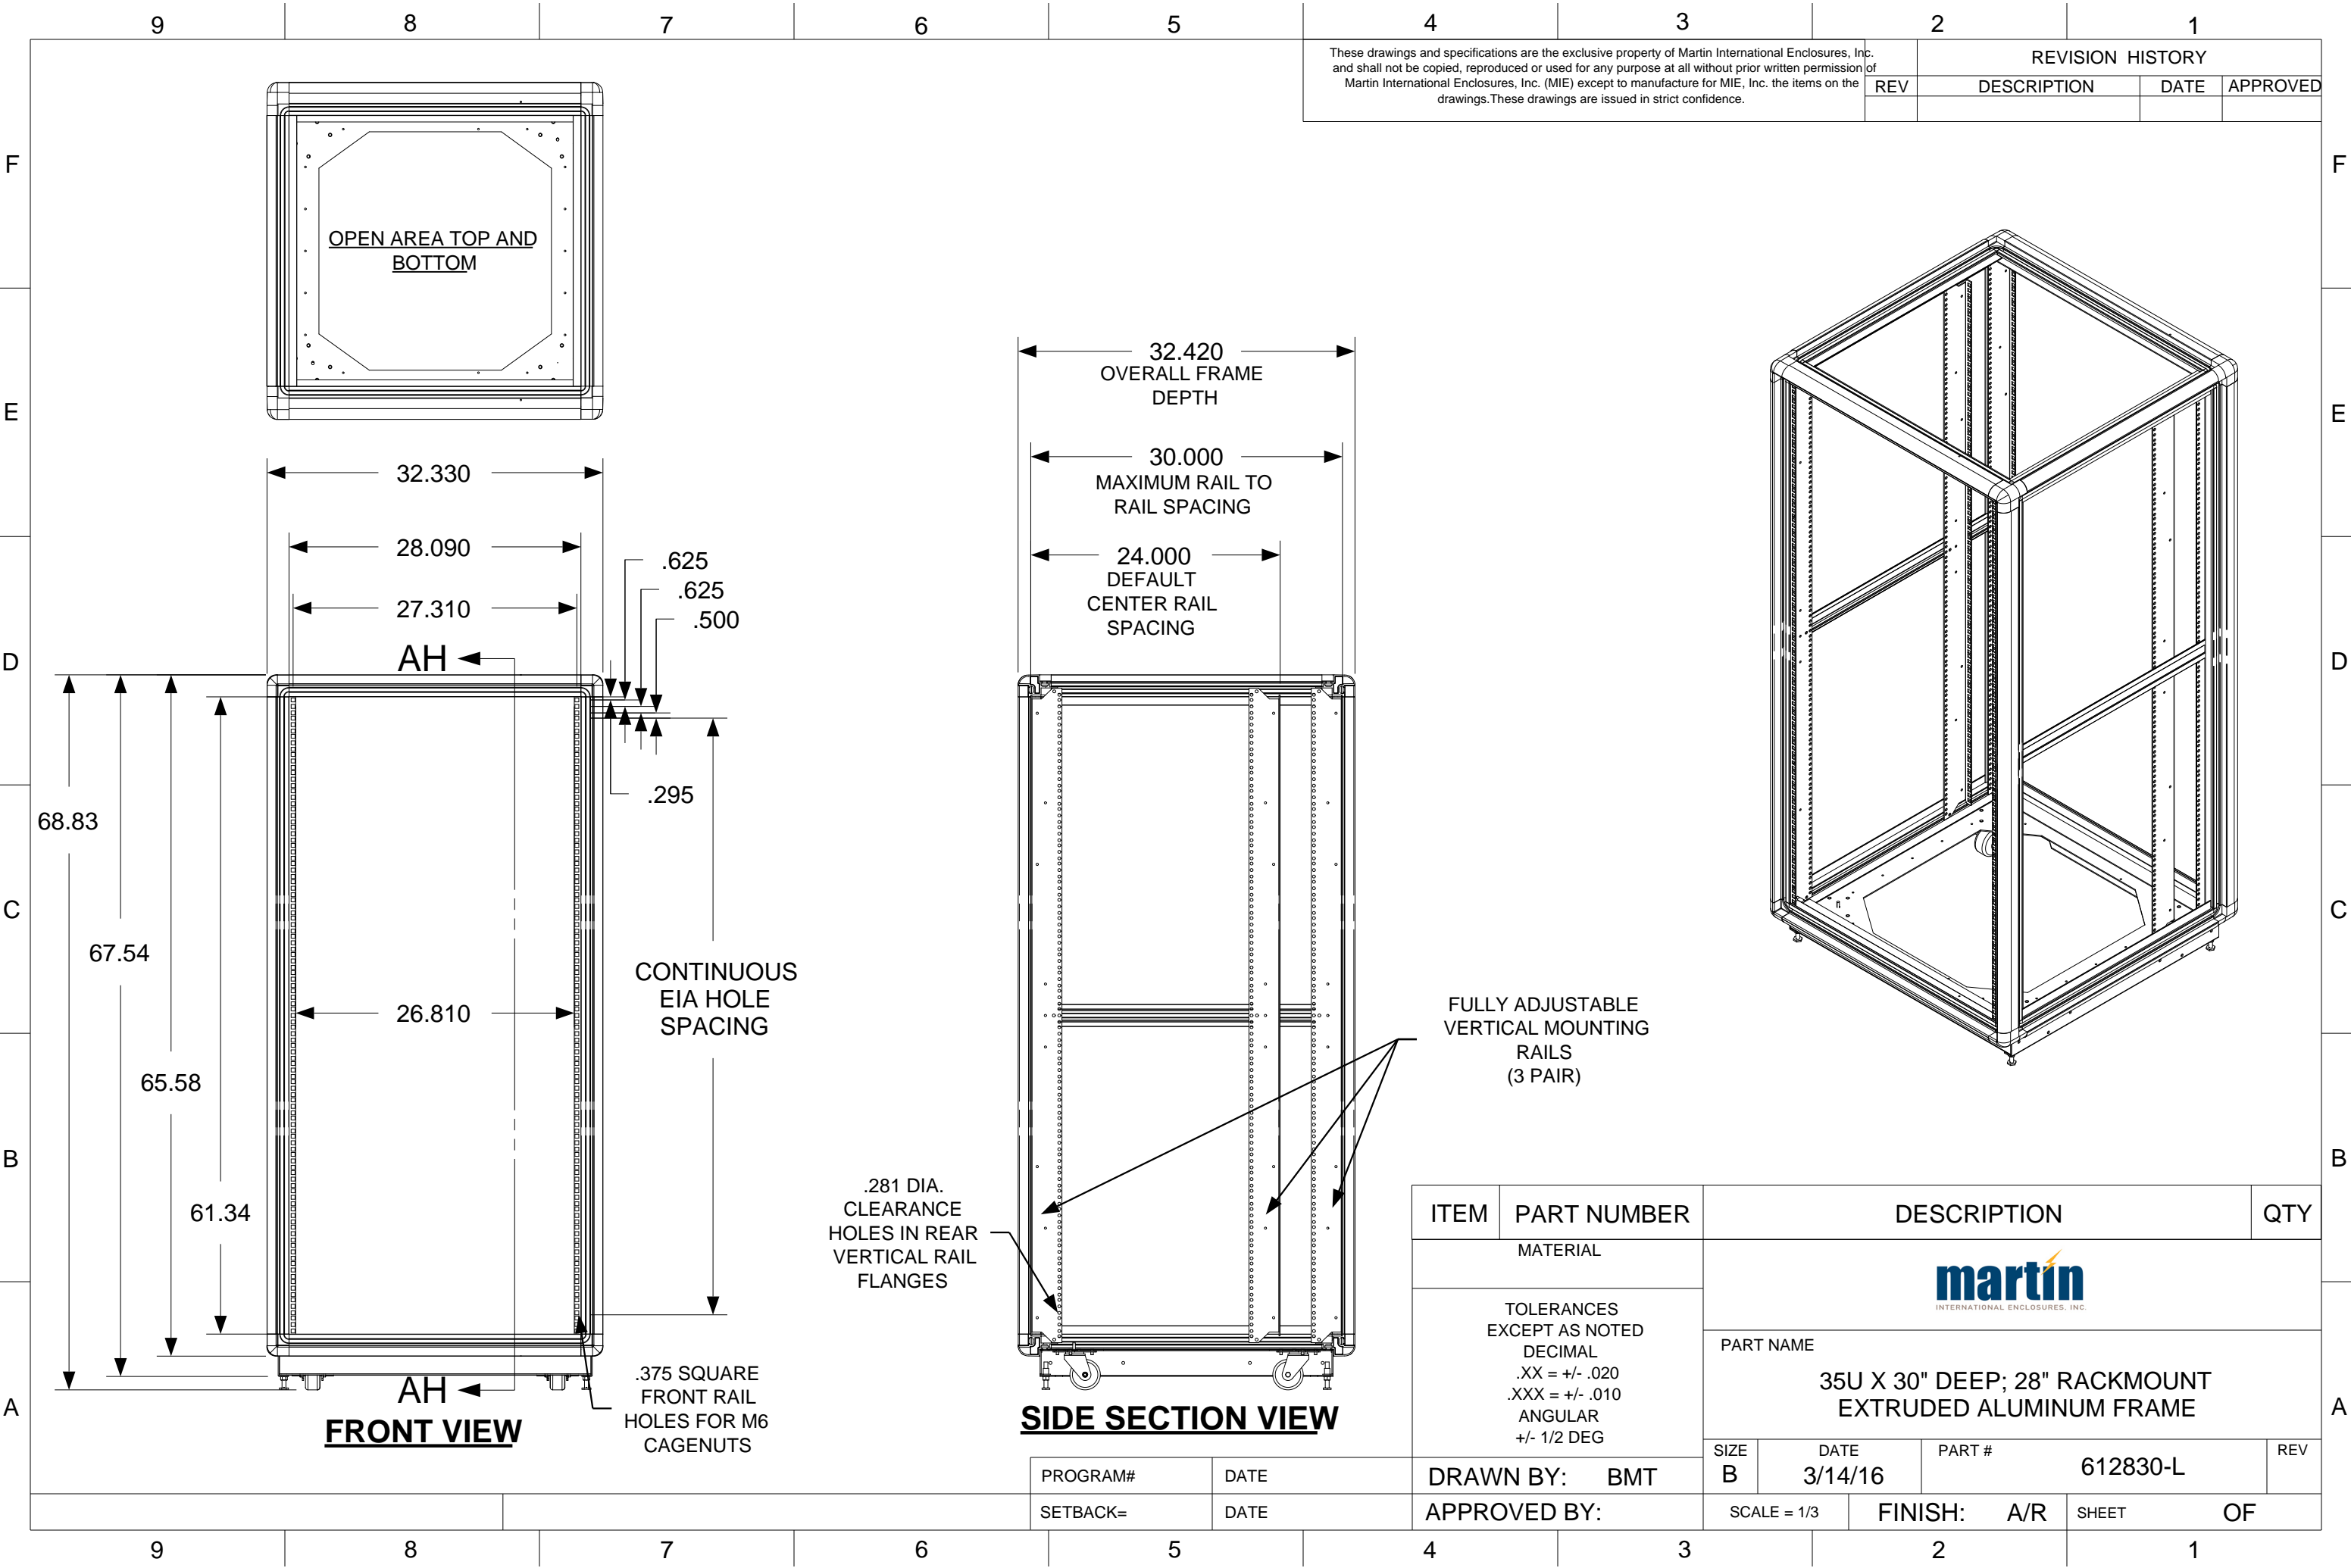 9 8 7 6 5 4 3 2 1
These drawings and specifications are the exclusive property of Martin International Enclosures, Inc.
and shall not be copied, reproduced or used for any purpose at all without prior written permission of
Martin International Enclosures, Inc. (MIE) except to manufacture for MIE, Inc. the items on the
drawings.These drawings are issued in strict confidence.
REVISION HISTORY
REV DESCRIPTION DATE APPROVED
F
F
OPEN AREA TOP AND
BOTTOM
E
E
32.420
OVERALL FRAME
DEPTH
32.330
30.000
MAXIMUM RAIL TO
RAIL SPACING
28.090
24.000
DEFAULT
CENTER RAIL
SPACING
27.310
.625
.625
.500
D
D
AH
.295
68.83
67.54
65.58
61.34
26.810
C
C
CONTINUOUS
EIA HOLE
SPACING
FULLY ADJUSTABLE
VERTICAL MOUNTING
RAILS
(3 PAIR)
B
B
.281 DIA.
CLEARANCE
HOLES IN REAR
VERTICAL RAIL
FLANGES
.375 SQUARE
FRONT RAIL
HOLES FOR M6
CAGENUTS
AH
FRONT VIEW
SIDE SECTION VIEW
A
A
ITEM PART NUMBER DESCRIPTION QTY
MATERIAL
TOLERANCES
EXCEPT AS NOTED
DECIMAL
.XX = +/- .020
.XXX = +/- .010
ANGULAR
+/- 1/2 DEG
martin
INTERNATIONAL ENCLOSURES, INC.
PART NAME
35U X 30" DEEP; 28" RACKMOUNT
EXTRUDED ALUMINUM FRAME
SIZE DATE PART # REV
B 3/14/16 612830-L
PROGRAM# DATE DRAWN BY: BMT
SETBACK= DATE APPROVED BY: SCALE = 1/3 FINISH: A/R SHEET OF
9 8 7 6 5 4 3 2 1